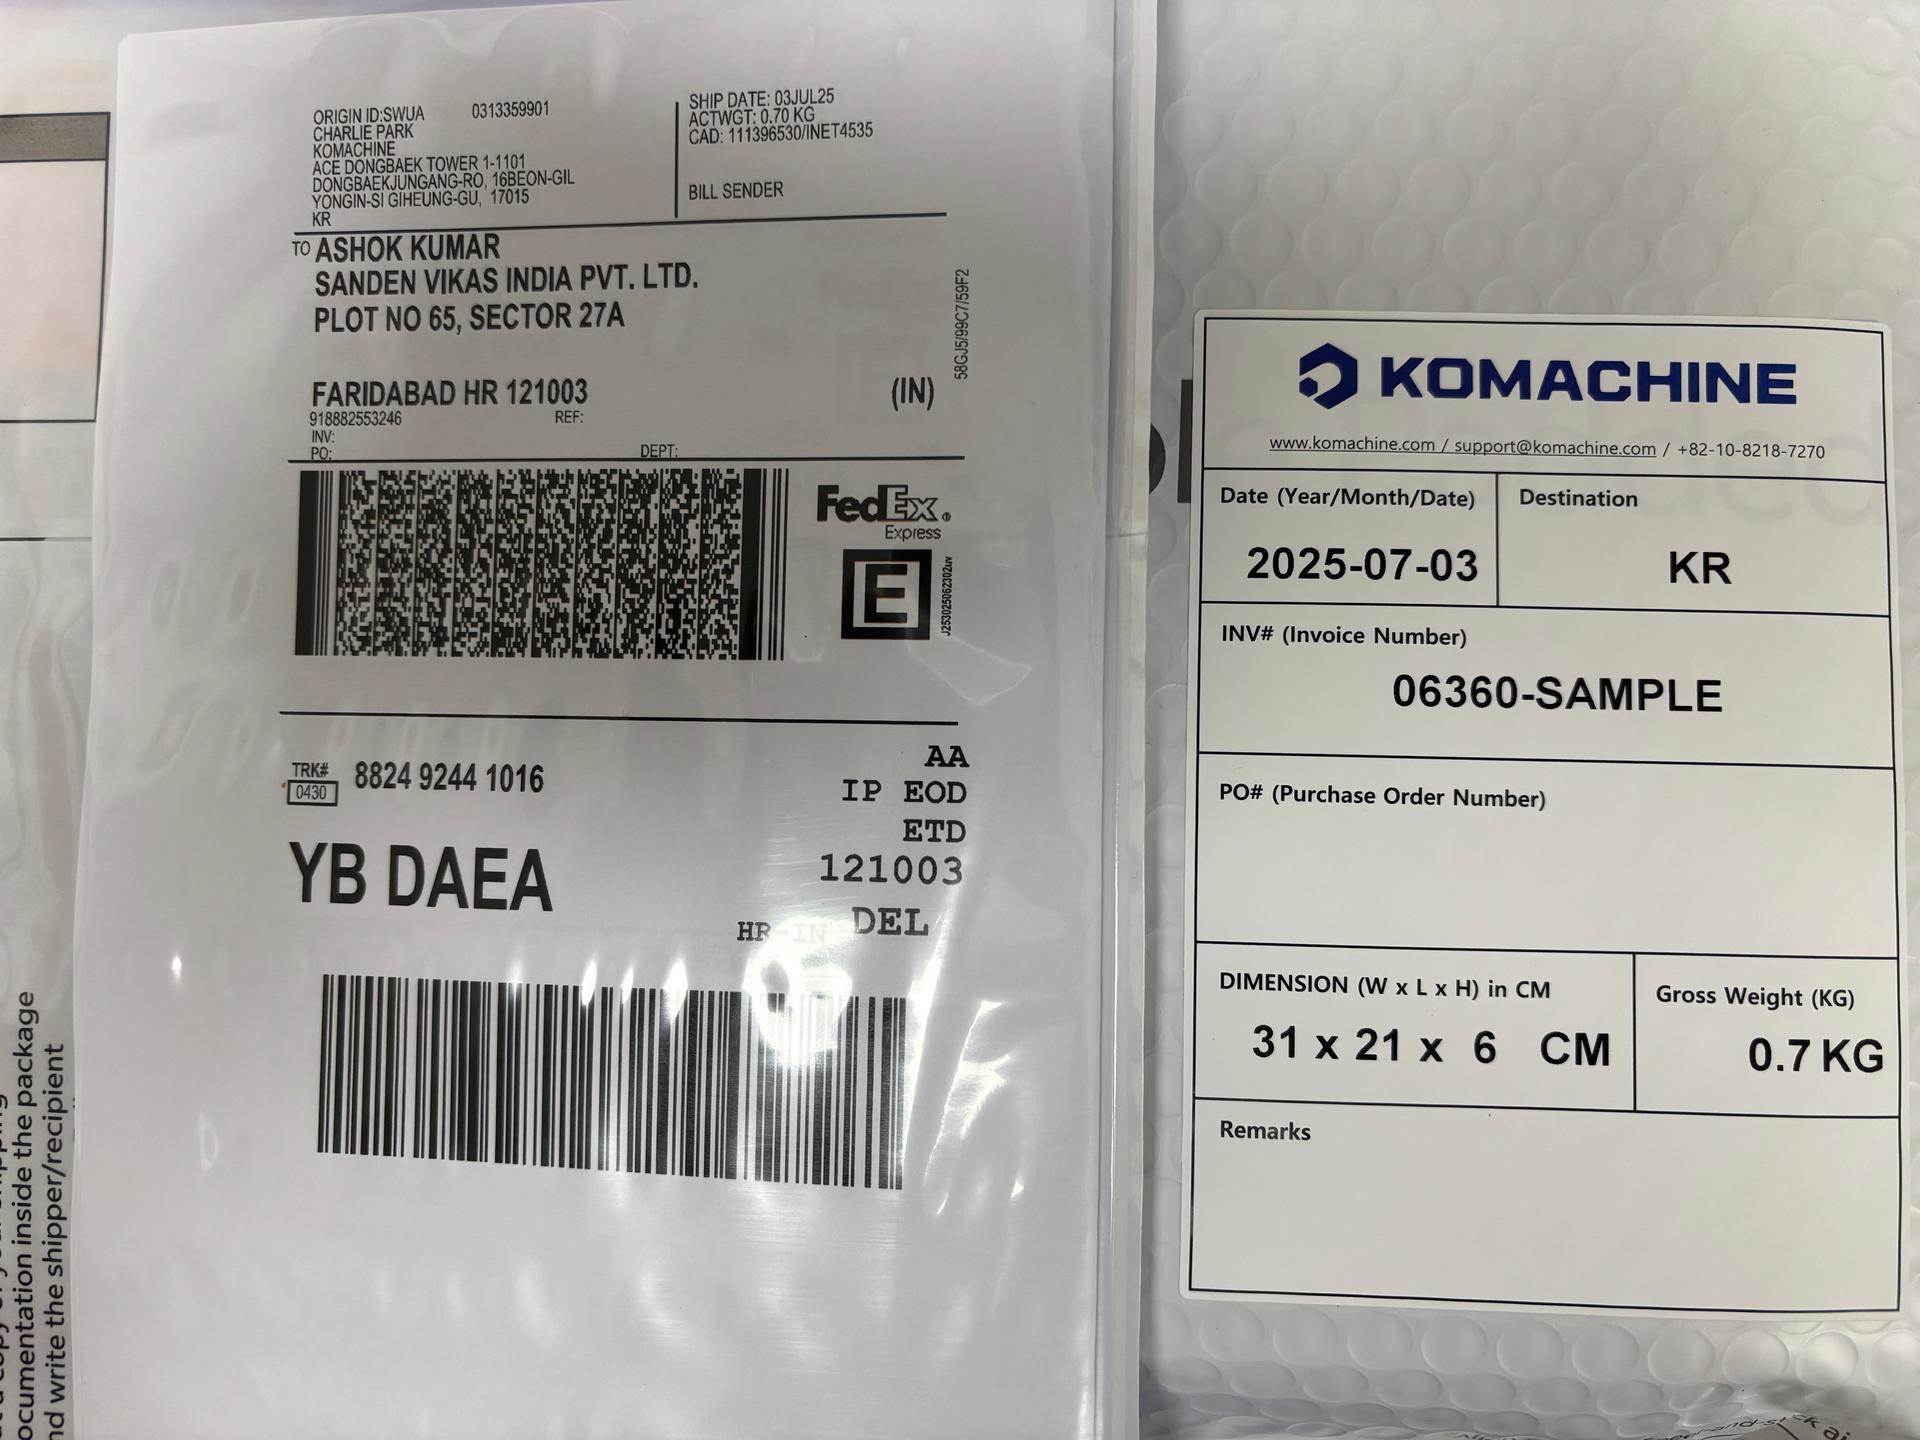 ORIGIN ID:SWUA 0313359901
CHARLIE PARK
KOMACHINE
ACE DONGBAEK TOWER 1-1101
DONGBAEKJUNGANG-RO, 16BEON-GIL
YONGIN-SI GIHEUNG-GU, 17015
KR
SHIP DATE: 03JUL25
ACTWGT: 0.70 KG
CAD: 111396530/INET4535
BILL SENDER
TO ASHOK KUMAR
SANDEN VIKAS INDIA PVT. LTD.
PLOT NO 65, SECTOR 27A
FARIDABAD HR 121003 (IN)
918882553246 REF:
INV:
PO: DEPT:
58GJ5/99C7/59F2
FedEx
Express
E
J253025062302uv
TRK# 8824 9244 1016
0430
AA
IP EOD
ETD
121003
YB DAEA
HR-IN DEL
ocumentation inside the package
nd write the shipper/recipient
KOMACHINE
www.komachine.com / support@komachine.com / +82-10-8218-7270
Date (Year/Month/Date) Destination
2025-07-03 KR
INV# (Invoice Number)
06360-SAMPLE
PO# (Purchase Order Number)
DIMENSION (W x L x H) in CM Gross Weight (KG)
31 x 21 x 6 CM 0.7 KG
Remarks